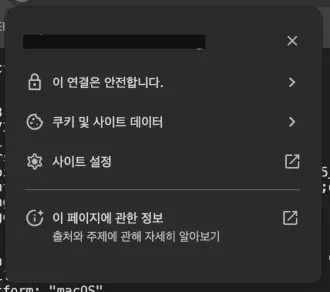 이 연결은 안전합니다.
쿠키 및 사이트 데이터
사이트 설정
이 페이지에 관한 정보
출처와 주제에 관해 자세히 알아보기
form: "macOS"